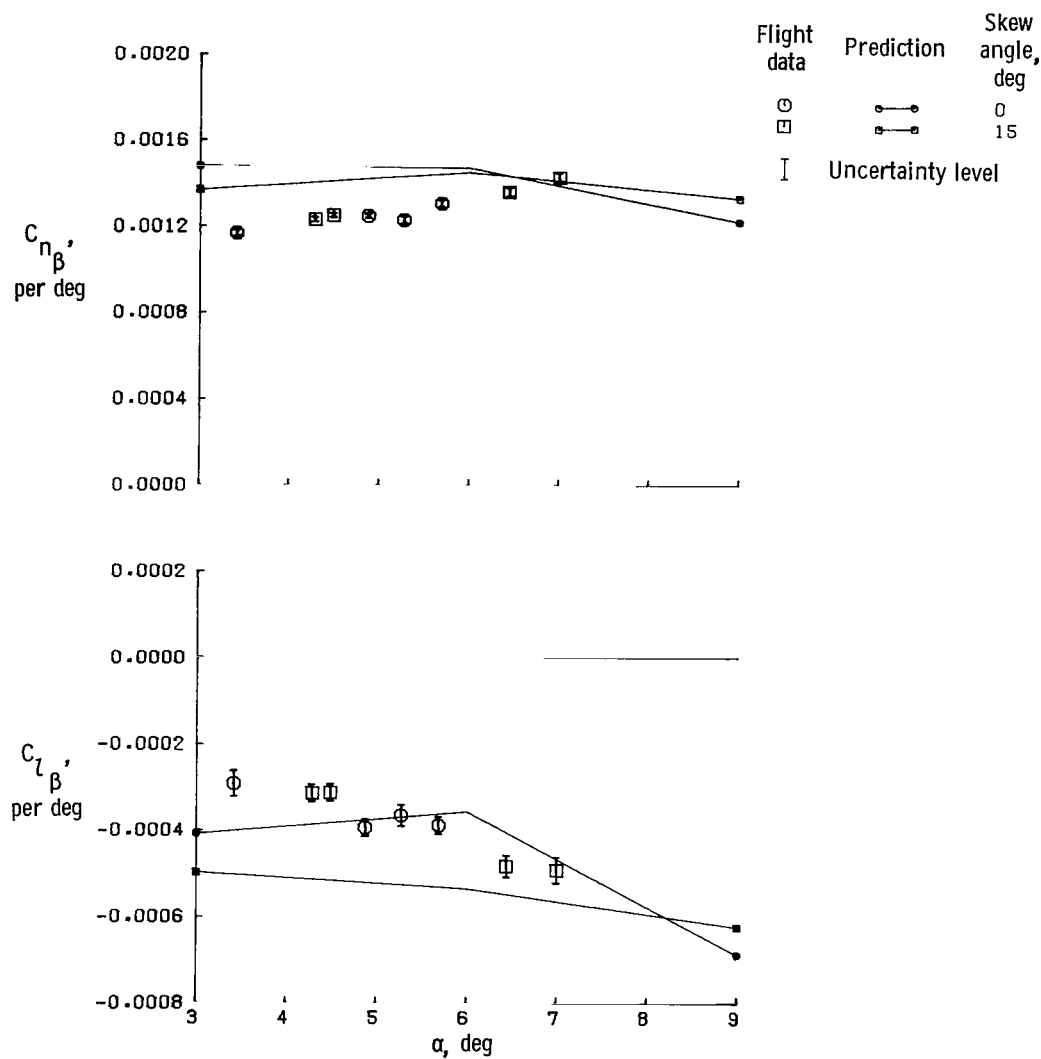 Flight data
Prediction
Skew angle, deg
0
15
Uncertainty level
0.0020
0.0016
0.0012
0.0008
0.0004
0.0000
Cnβ, per deg
0.0002
0.0000
-0.0002
-0.0004
-0.0006
-0.0008
Clβ, per deg
3 4 5 6 7 8 9
α, deg